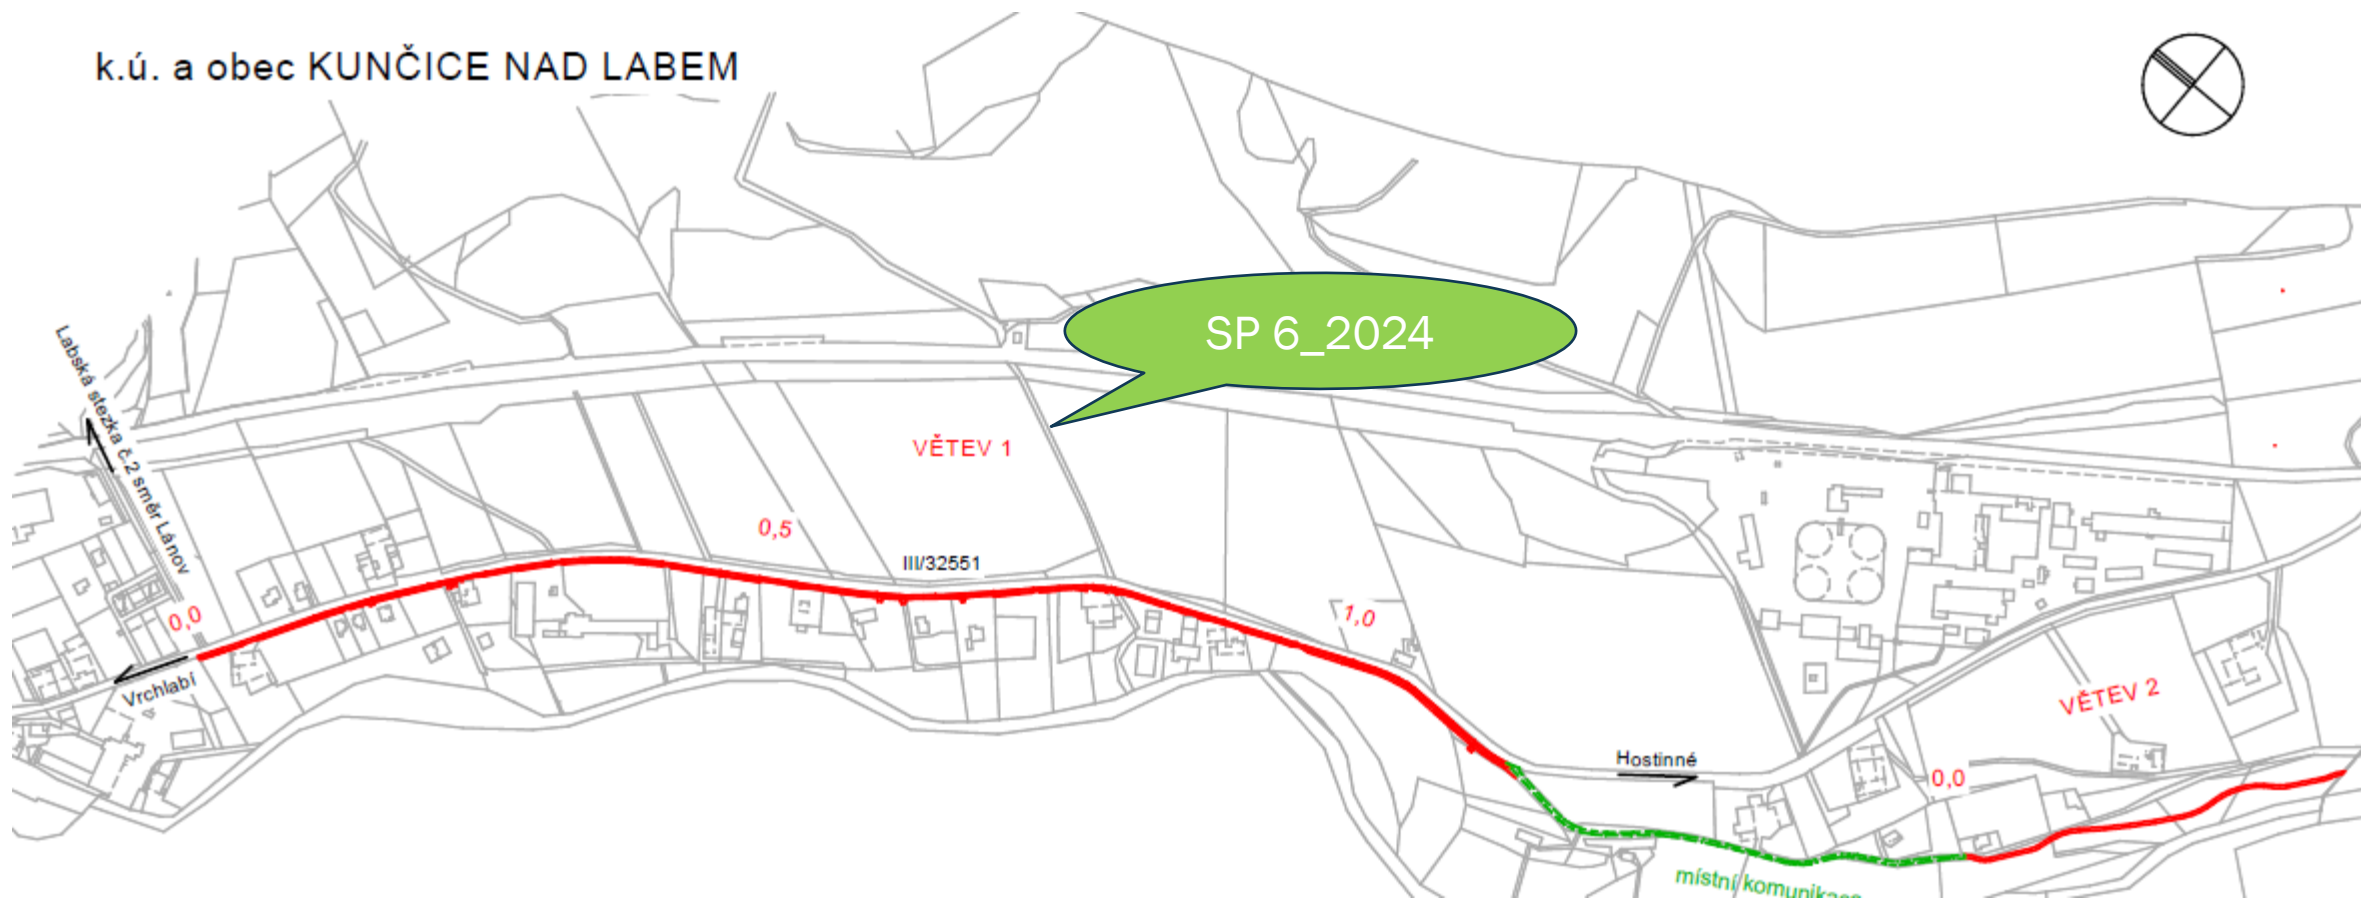 k.ú. a obec KUNČICE NAD LABEM
SP 6_2024
Labská stezka č.2 směr Lánov
VĚTEV 1
0,5
III/32551
0,0
1,0
Vrchlabí
VĚTEV 2
Hostinné
0,0
místní komunikace